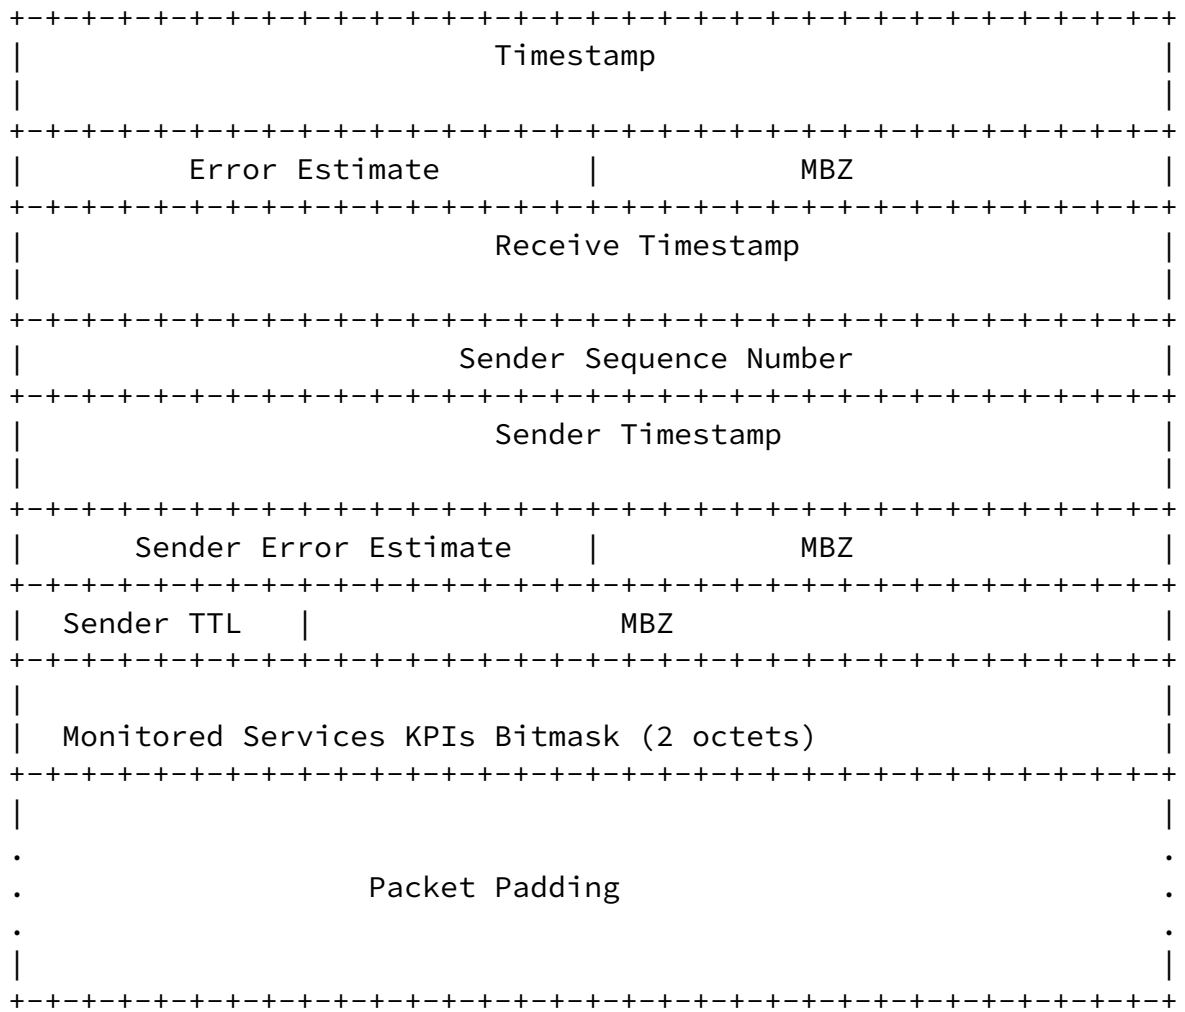 +-+-+-+-+-+-+-+-+-+-+-+-+-+-+-+-+-+-+-+-+-+-+-+-+-+-+-+-+-+-+-+-+
|                          Timestamp                            |
|                                                               |
+-+-+-+-+-+-+-+-+-+-+-+-+-+-+-+-+-+-+-+-+-+-+-+-+-+-+-+-+-+-+-+-+
|         Error Estimate        |           MBZ                 |
+-+-+-+-+-+-+-+-+-+-+-+-+-+-+-+-+-+-+-+-+-+-+-+-+-+-+-+-+-+-+-+-+
|                          Receive Timestamp                    |
|                                                               |
+-+-+-+-+-+-+-+-+-+-+-+-+-+-+-+-+-+-+-+-+-+-+-+-+-+-+-+-+-+-+-+-+
|                        Sender Sequence Number                 |
+-+-+-+-+-+-+-+-+-+-+-+-+-+-+-+-+-+-+-+-+-+-+-+-+-+-+-+-+-+-+-+-+
|                          Sender Timestamp                     |
|                                                               |
+-+-+-+-+-+-+-+-+-+-+-+-+-+-+-+-+-+-+-+-+-+-+-+-+-+-+-+-+-+-+-+-+
|      Sender Error Estimate    |           MBZ                 |
+-+-+-+-+-+-+-+-+-+-+-+-+-+-+-+-+-+-+-+-+-+-+-+-+-+-+-+-+-+-+-+-+
|  Sender TTL   |                 MBZ                           |
+-+-+-+-+-+-+-+-+-+-+-+-+-+-+-+-+-+-+-+-+-+-+-+-+-+-+-+-+-+-+-+-+
|                                                               |
|  Monitored Services KPIs Bitmask (2 octets)                   |
+-+-+-+-+-+-+-+-+-+-+-+-+-+-+-+-+-+-+-+-+-+-+-+-+-+-+-+-+-+-+-+-+
|                                                               |
.                                                               .
.                   Packet Padding                              .
.                                                               .
|                                                               |
+-+-+-+-+-+-+-+-+-+-+-+-+-+-+-+-+-+-+-+-+-+-+-+-+-+-+-+-+-+-+-+-+